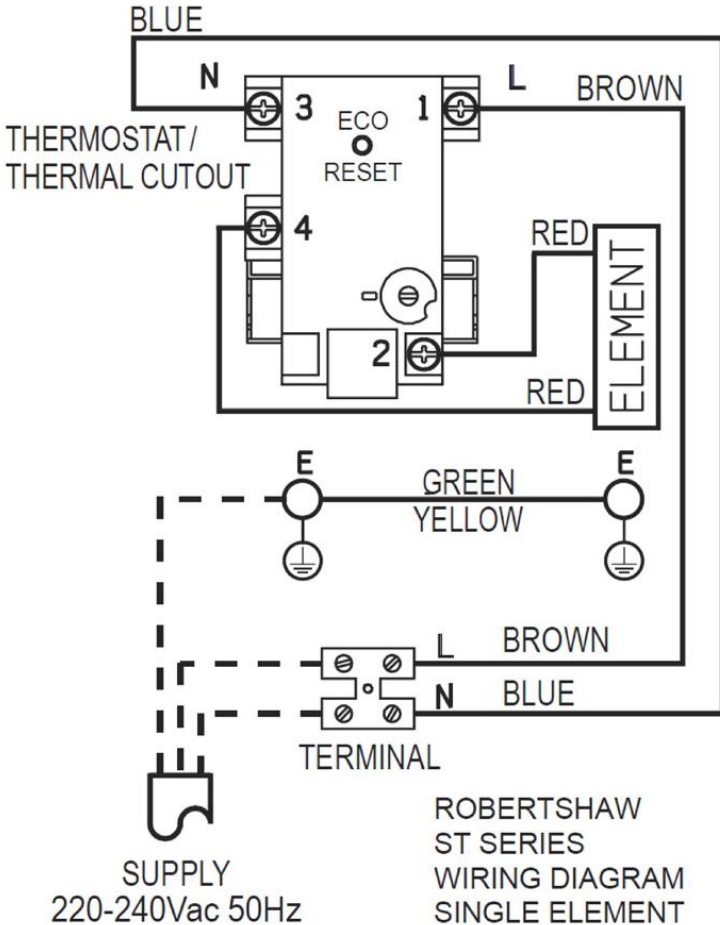 BLUE
N
L
BROWN
3
ECO
1
THERMOSTAT/
THERMAL CUTOUT
RESET
4
RED
ELEMENT
2
RED
E
E
GREEN
YELLOW
L
BROWN
N
BLUE
TERMINAL
SUPPLY
220-240Vac 50Hz
ROBERTSHAW
ST SERIES
WIRING DIAGRAM
SINGLE ELEMENT